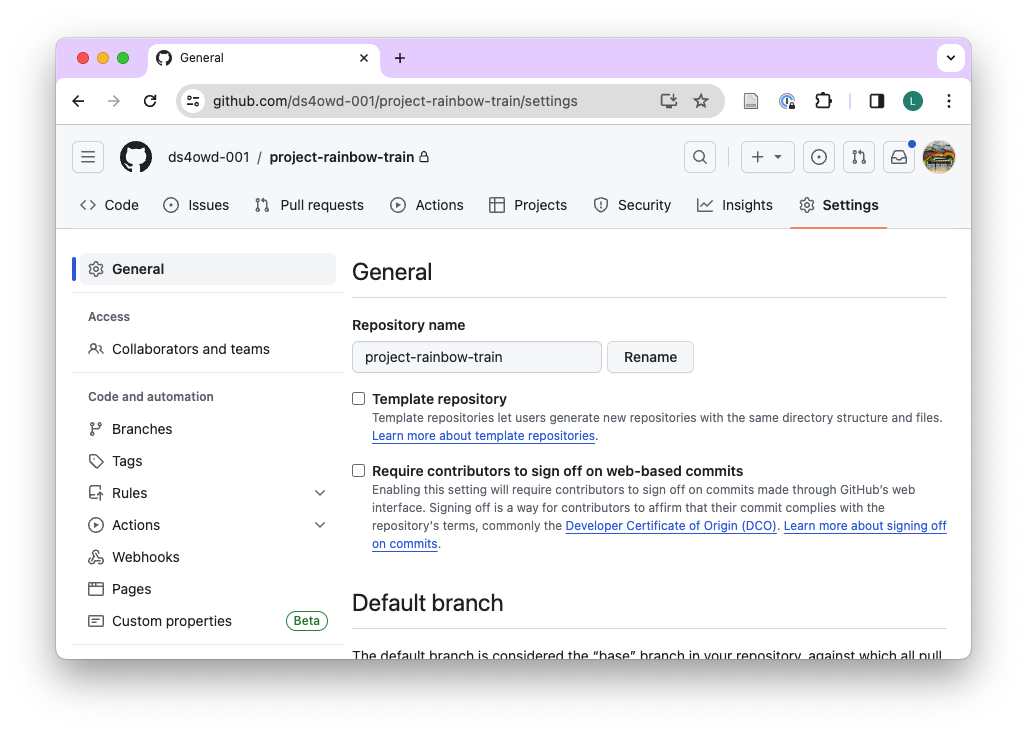 General
github.com/ds4owd-001/project-rainbow-train/settings
L
ds4owd-001 / project-rainbow-train
Code Issues Pull requests Actions Projects Security Insights Settings
General
Access
Collaborators and teams
Code and automation
Branches
Tags
Rules
Actions
Webhooks
Pages
Custom properties Beta
General
Repository name
project-rainbow-train Rename
Template repository
Template repositories let users generate new repositories with the same directory structure and files.
Learn more about template repositories.
Require contributors to sign off on web-based commits
Enabling this setting will require contributors to sign off on commits made through GitHub’s web
interface. Signing off is a way for contributors to affirm that their commit complies with the
repository's terms, commonly the Developer Certificate of Origin (DCO). Learn more about signing off
on commits.
Default branch
The default branch is considered the “base” branch in your repository, against which all pull